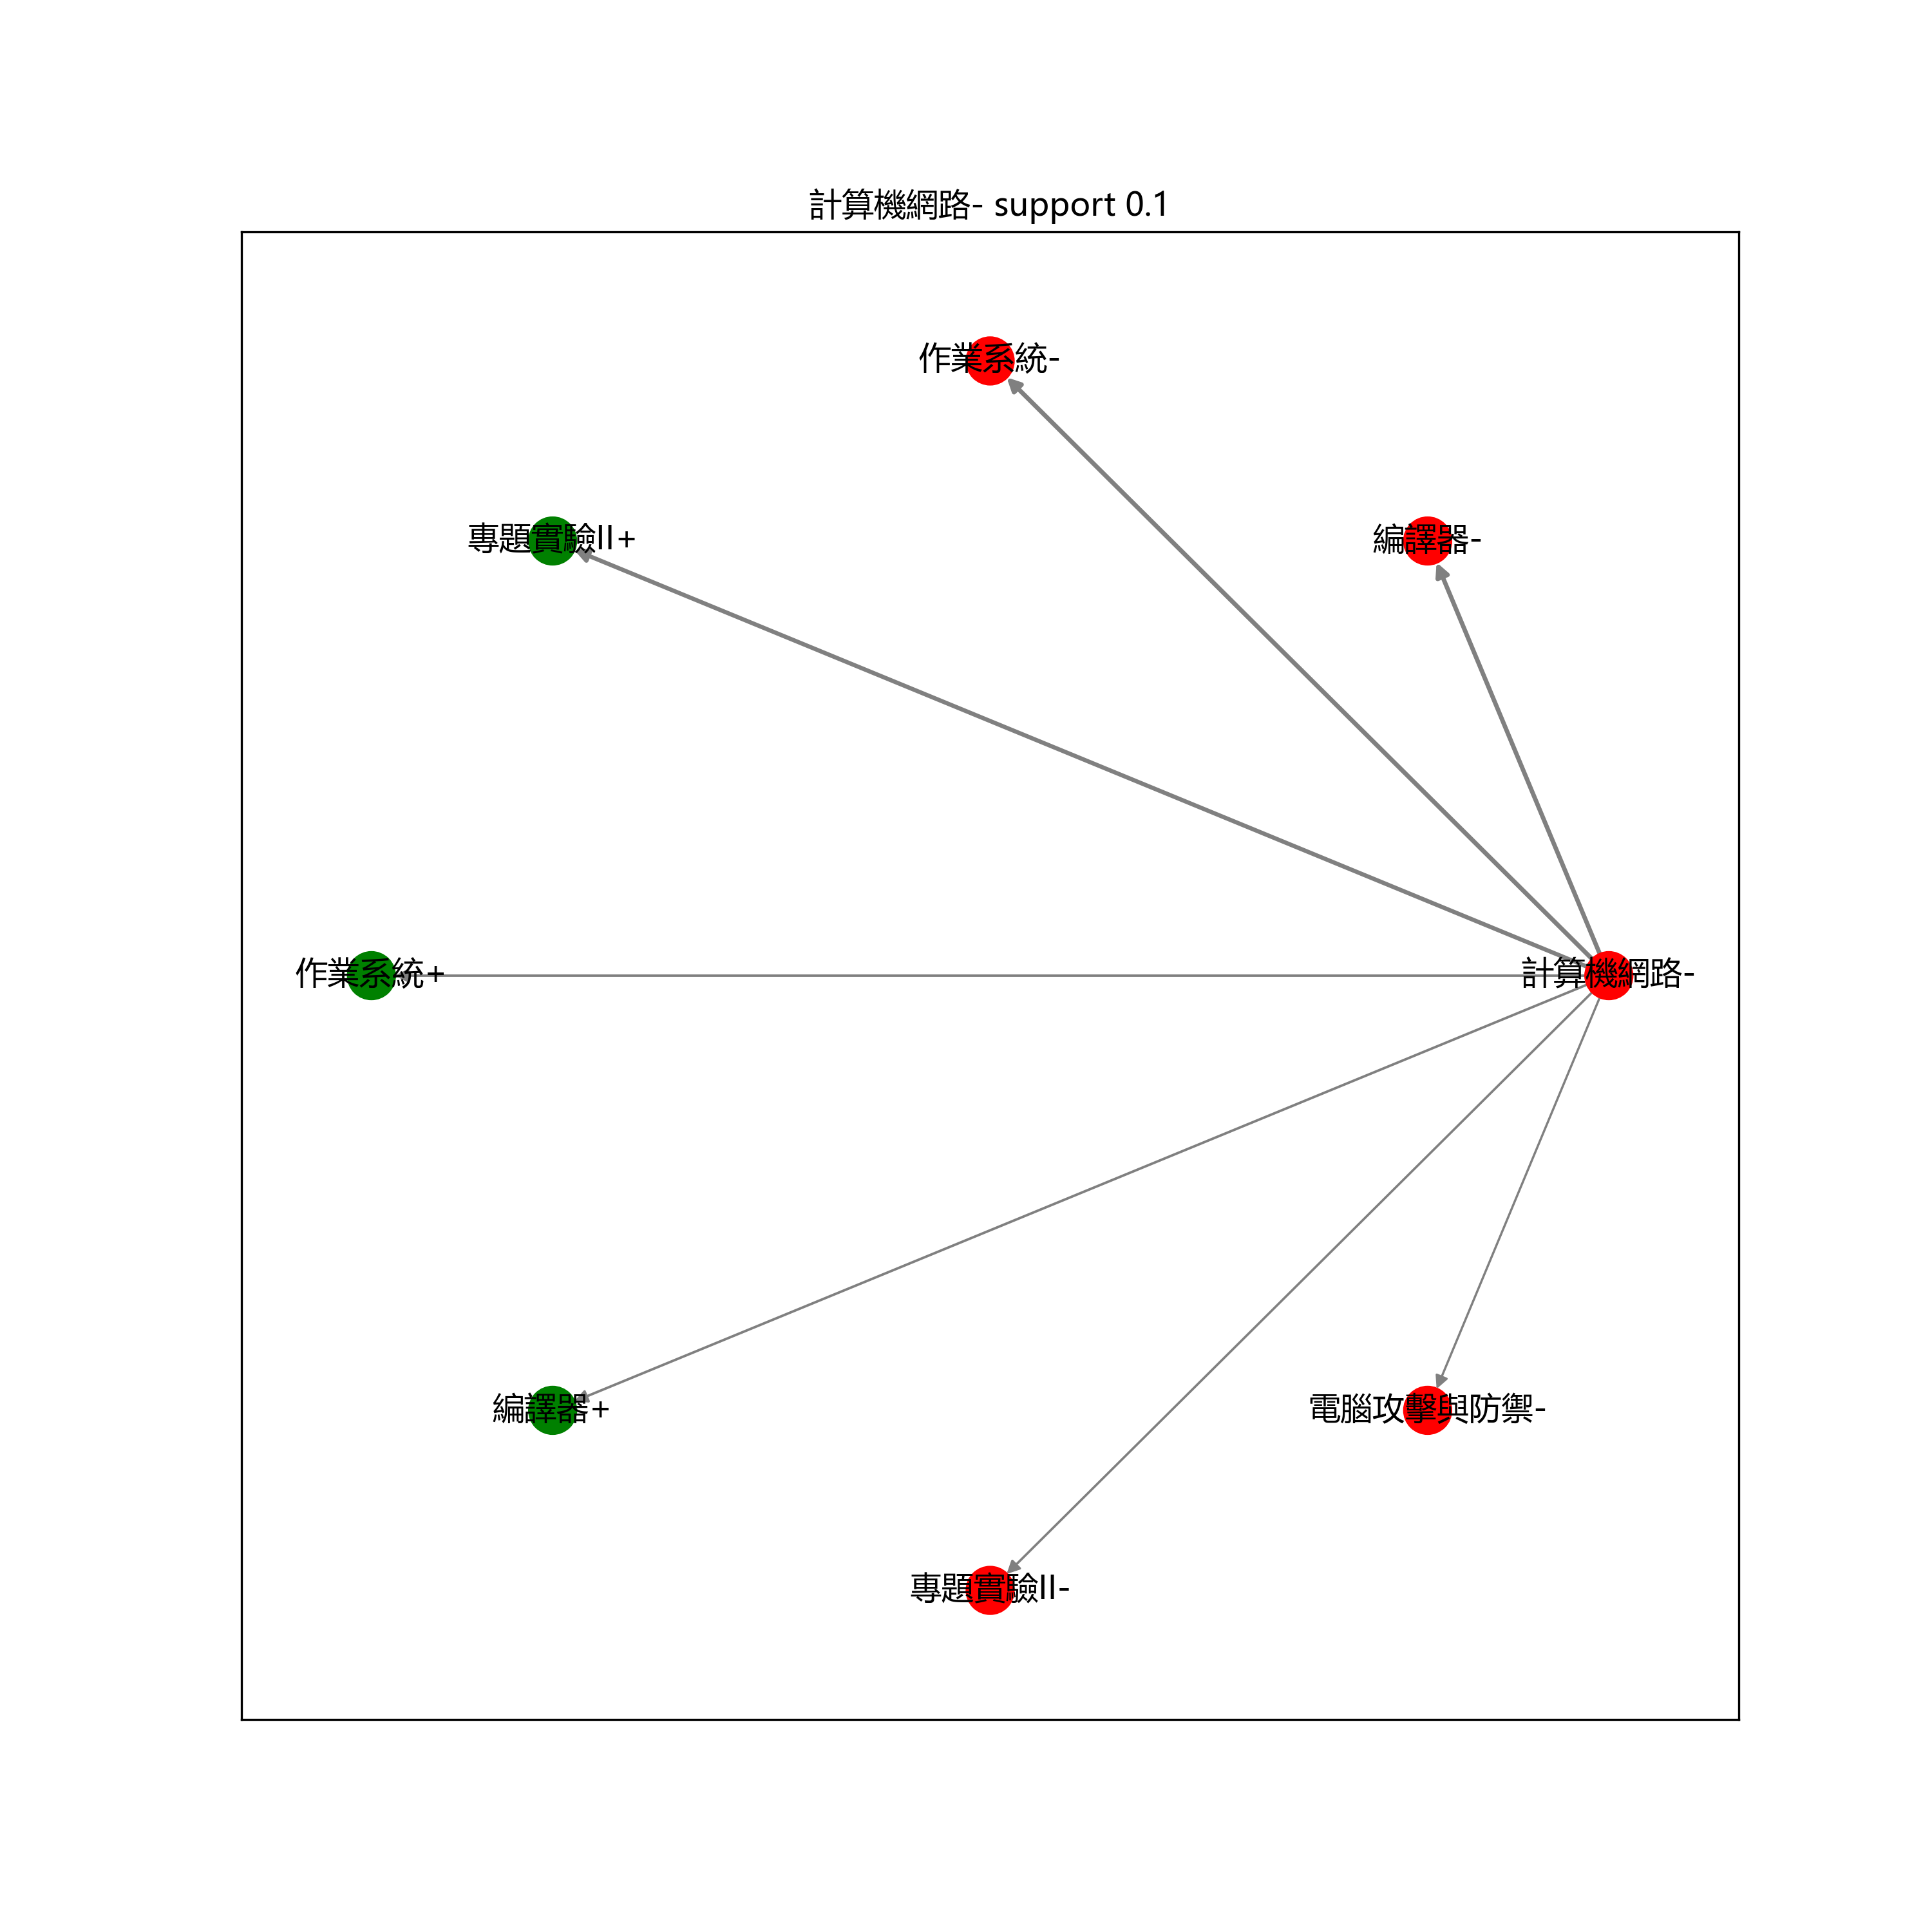 計算機網路- support 0.1
作業系統-
專題實驗II+
編譯器-
作業系統+
計算機網路-
編譯器+
電腦攻擊與防禦-
專題實驗II-